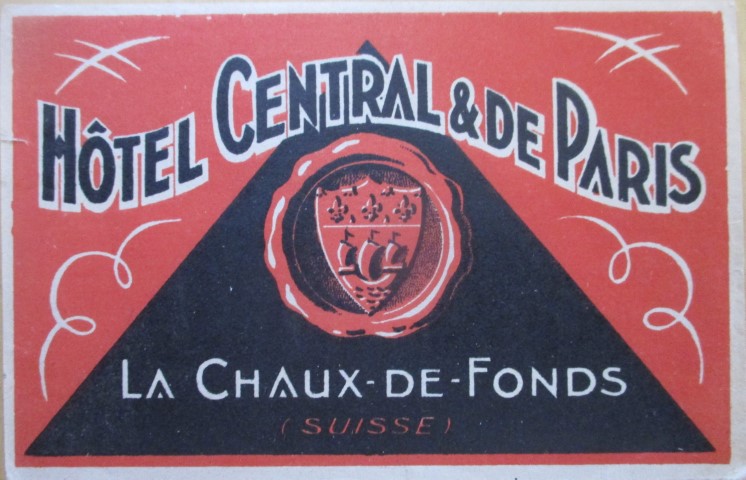 HÔTEL CENTRAL & DE PARIS
LA CHAUX-DE-FONDS
(SUISSE)